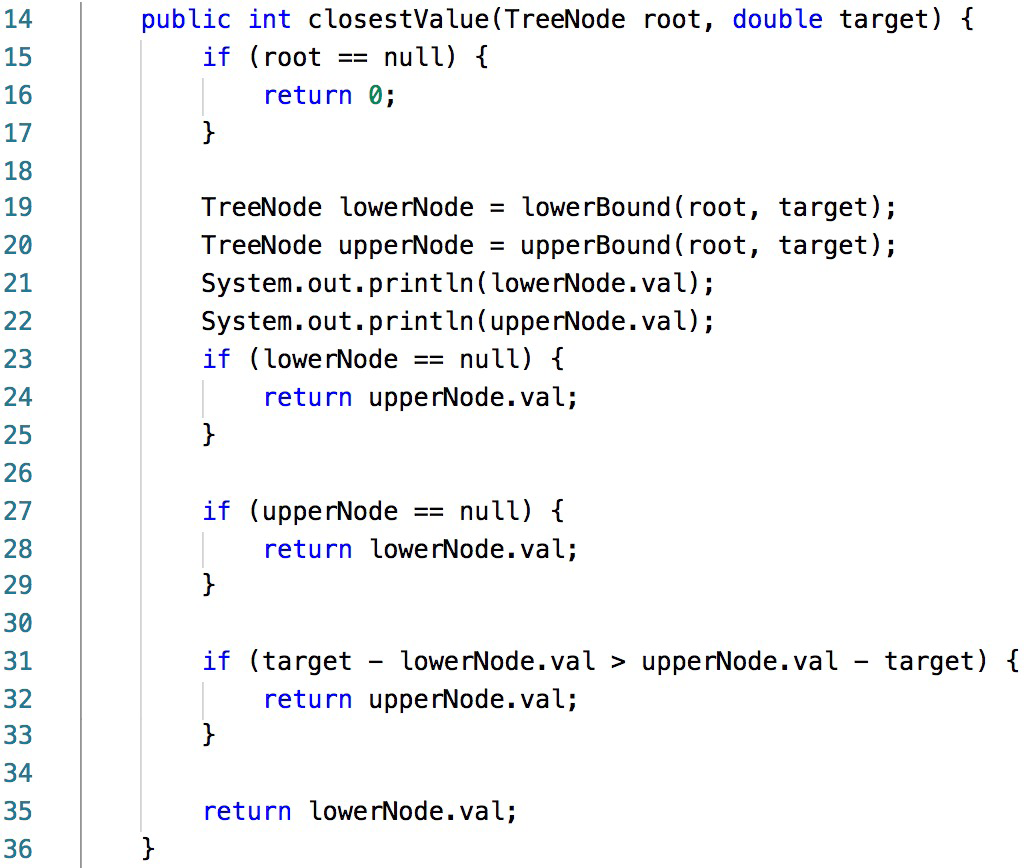 14 public int closestValue(TreeNode root, double target) {
15 if (root == null) {
16 return 0;
17 }
18
19 TreeNode lowerNode = lowerBound(root, target);
20 TreeNode upperNode = upperBound(root, target);
21 System.out.println(lowerNode.val);
22 System.out.println(upperNode.val);
23 if (lowerNode == null) {
24 return upperNode.val;
25 }
26
27 if (upperNode == null) {
28 return lowerNode.val;
29 }
30
31 if (target - lowerNode.val > upperNode.val - target) {
32 return upperNode.val;
33 }
34
35 return lowerNode.val;
36 }